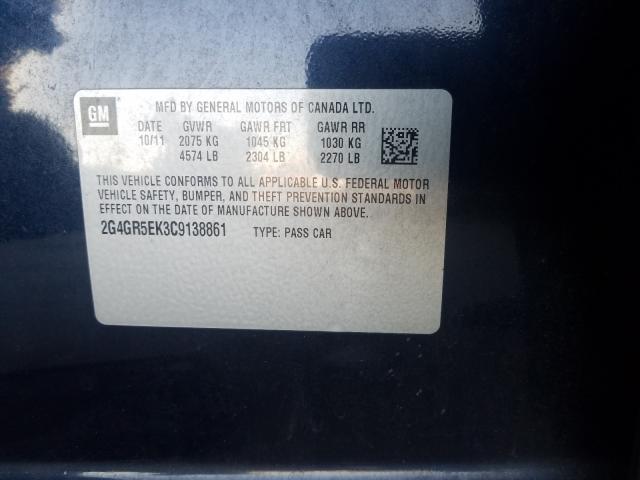 GM
MFD BY GENERAL MOTORS OF CANADA LTD.
DATE GVWR GAWR FRT GAWR RR
10/11 2075 KG 1045 KG 1030 KG
4574 LB 2304 LB 2270 LB
THIS VEHICLE CONFORMS TO ALL APPLICABLE U.S. FEDERAL MOTOR
VEHICLE SAFETY, BUMPER, AND THEFT PREVENTION STANDARDS IN
EFFECT ON THE DATE OF MANUFACTURE SHOWN ABOVE.
2G4GR5EK3C9138861 TYPE: PASS CAR